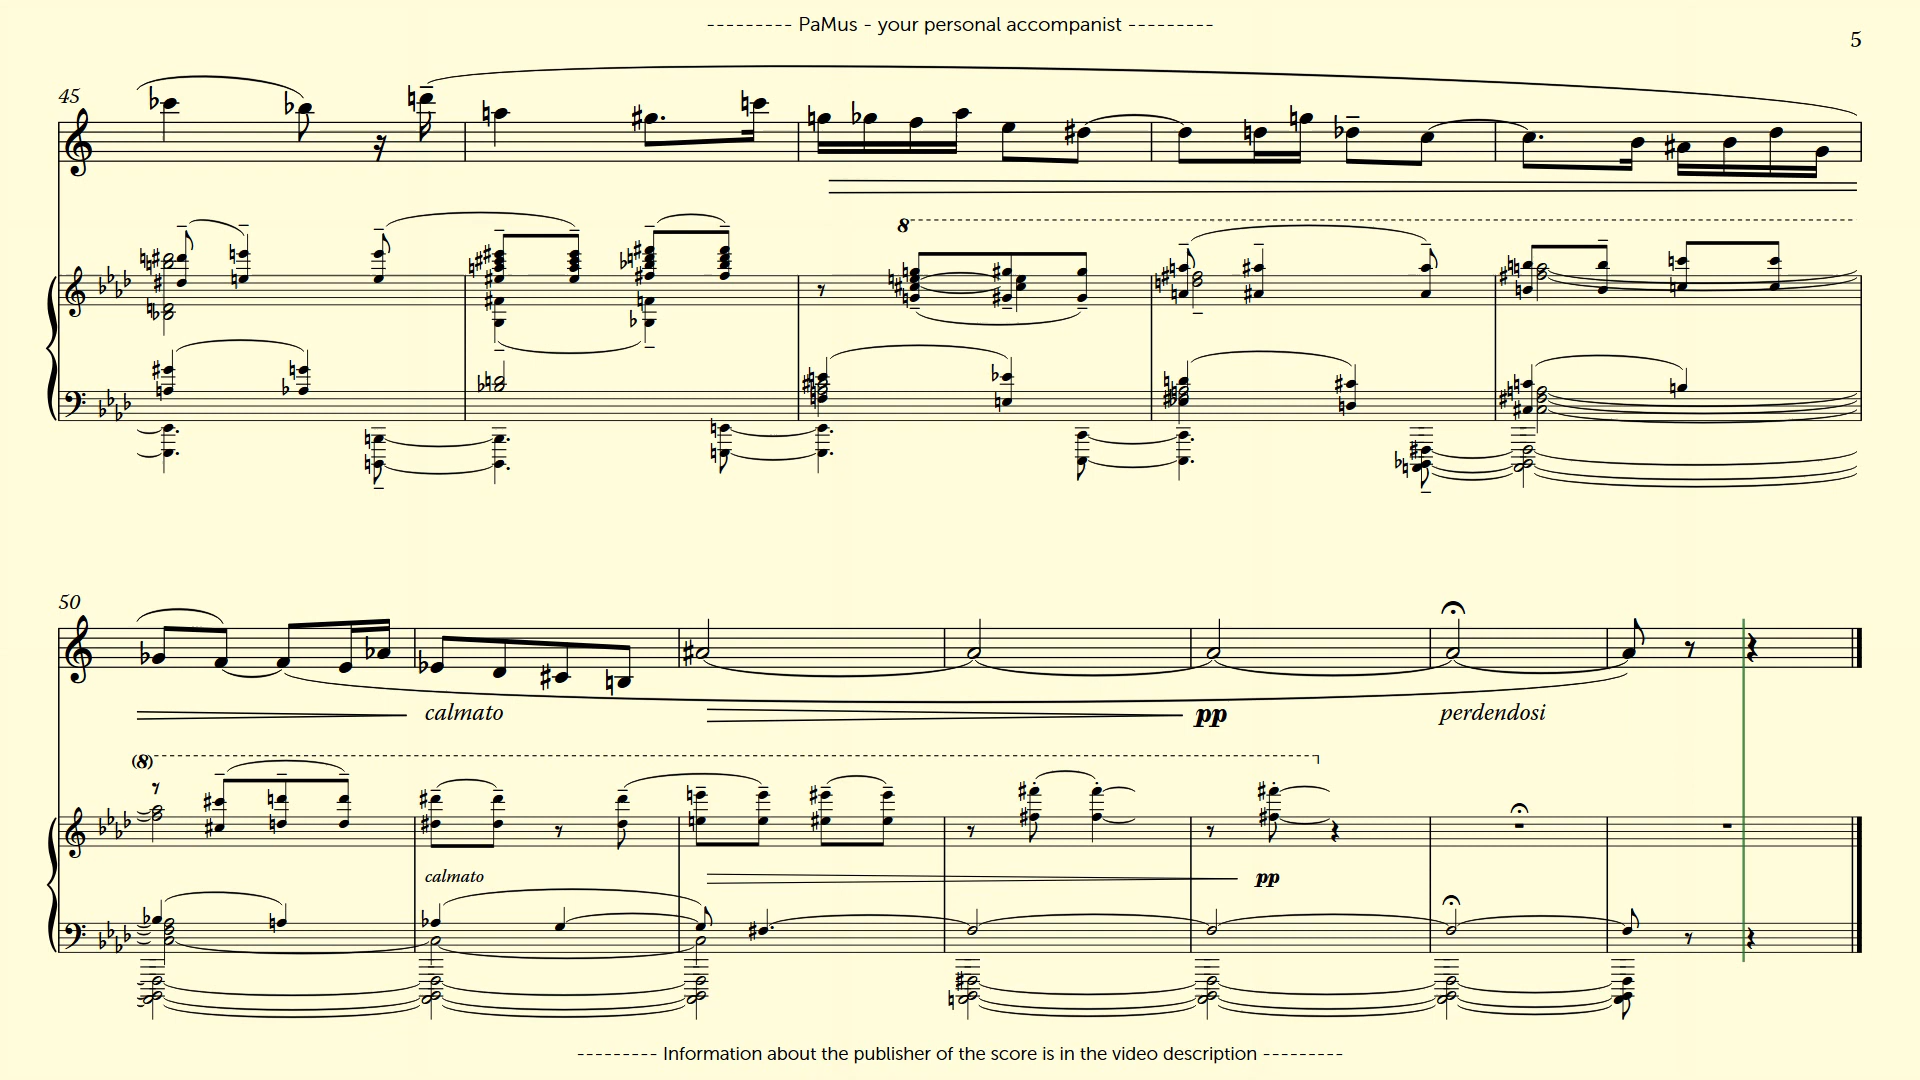 --------- PaMus - your personal accompanist ---------
5
45
8
50
calmato
pp
perdendosi
(8)
calmato
pp
--------- Information about the publisher of the score is in the video description ---------